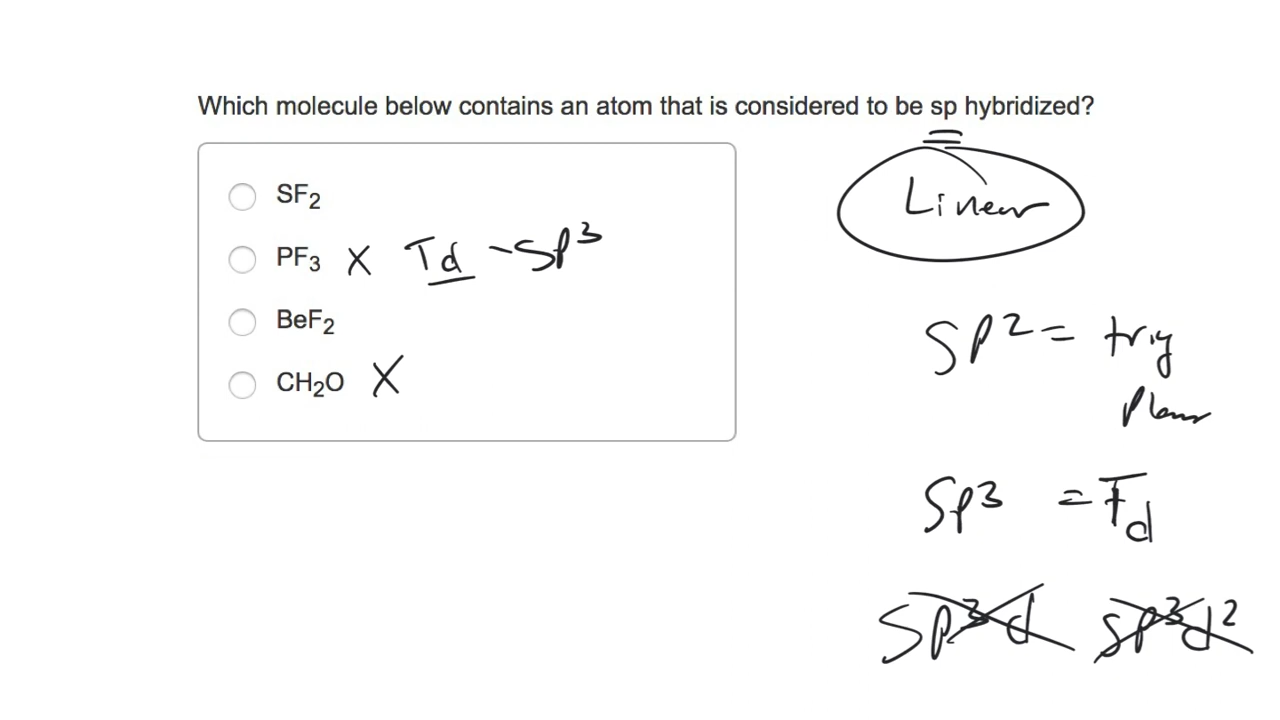 Which molecule below contains an atom that is considered to be sp hybridized?
SF2
PF3 X Td - Sp3
BeF2
CH2O X
Linear
Sp2 = trig
Planar
Sp3 = Td
Sp3d Sp3d2